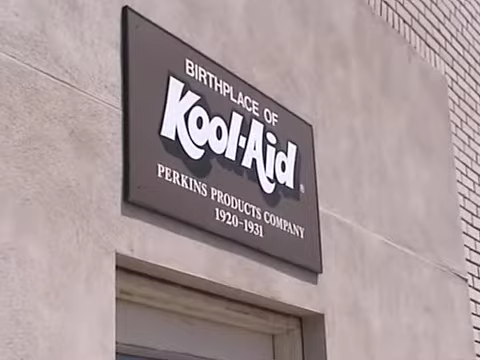 BIRTHPLACE OF
Kool-Aid®
PERKINS PRODUCTS COMPANY
1920-1931